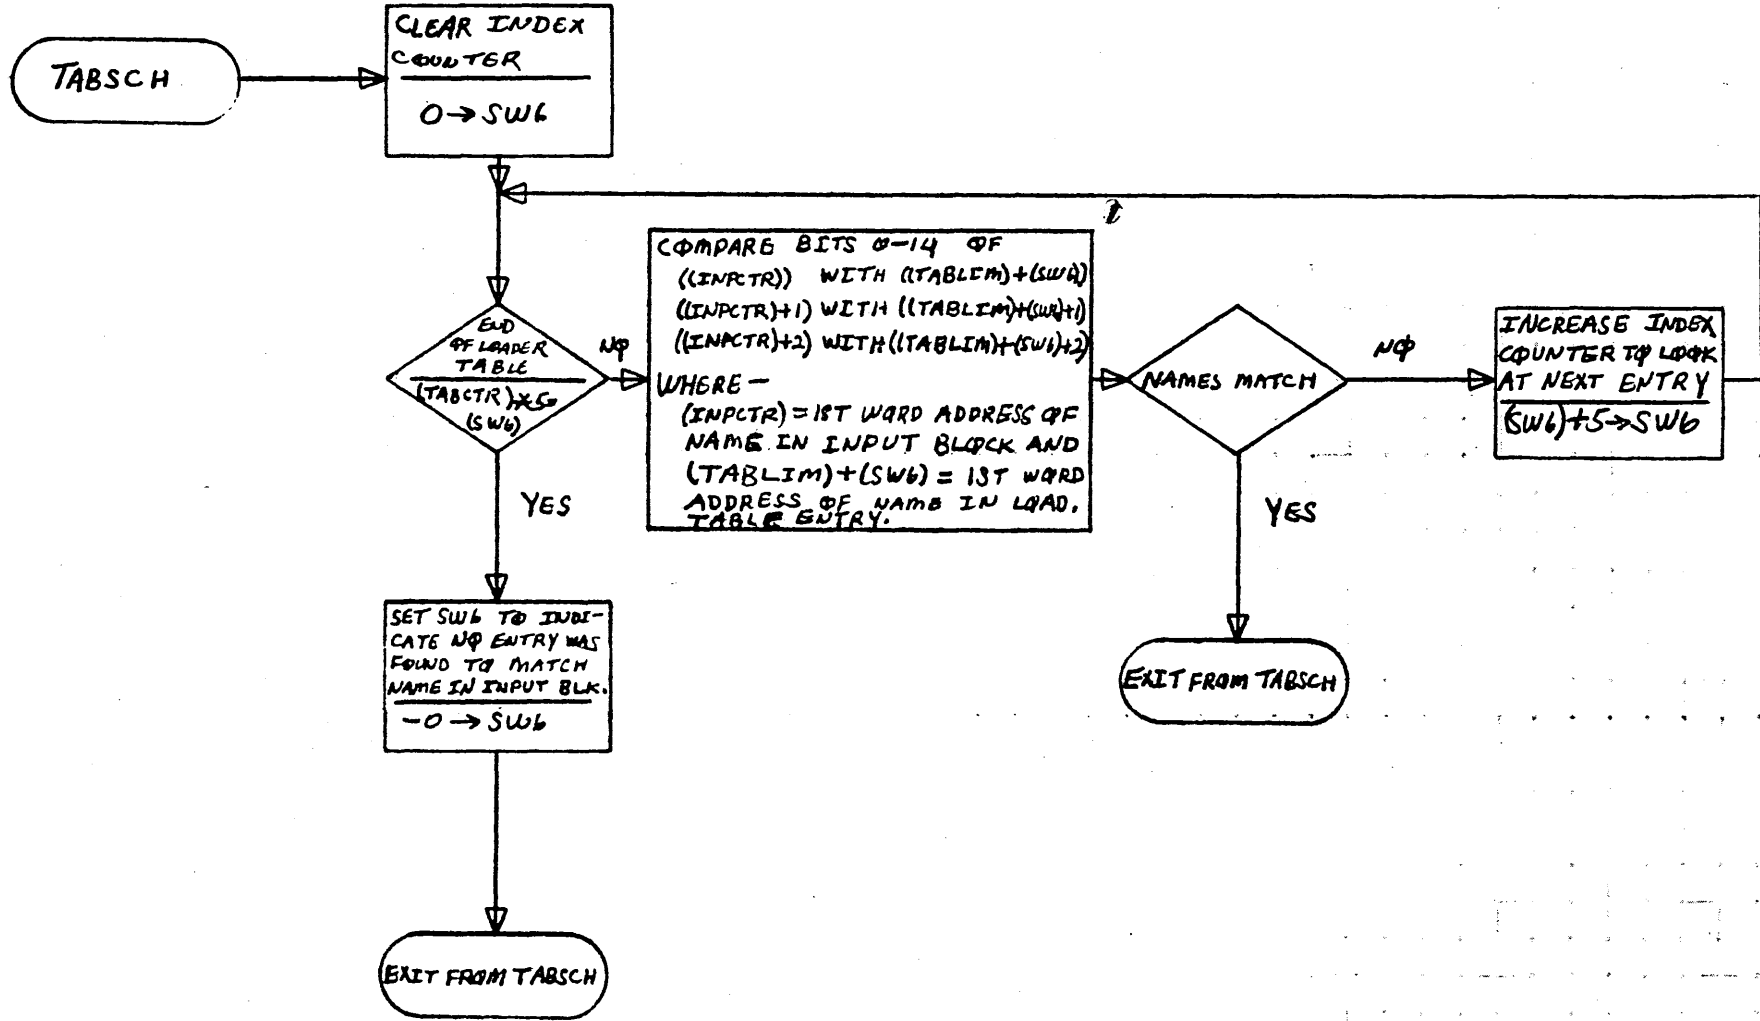 TABSCH
CLEAR INDEX
COUNTER
0→SW6
END
OF LOADER
TABLE
(TABCTR)*5=
(SW6)
NO
YES
COMPARE BITS 0-14 OF
((INPCTR)) WITH ((TABLIM)+(SW6))
((INPCTR)+1) WITH ((TABLIM)+(SW6)+1)
((INPCTR)+2) WITH ((TABLIM)+(SW6)+2)
WHERE-
(INPCTR)=1ST WORD ADDRESS OF
NAME IN INPUT BLOCK AND
(TABLIM)+(SW6)= 1ST WORD
ADDRESS OF NAME IN LOAD.
TABLE ENTRY.
NAMES MATCH
NO
YES
INCREASE INDEX
COUNTER TO LOOK
AT NEXT ENTRY
(SW6)+5→SW6
EXIT FROM TABSCH
SET SW6 TO INDI-
CATE NO ENTRY WAS
FOUND TO MATCH
NAME IN INPUT BLK.
-0→SW6
EXIT FROM TABSCH